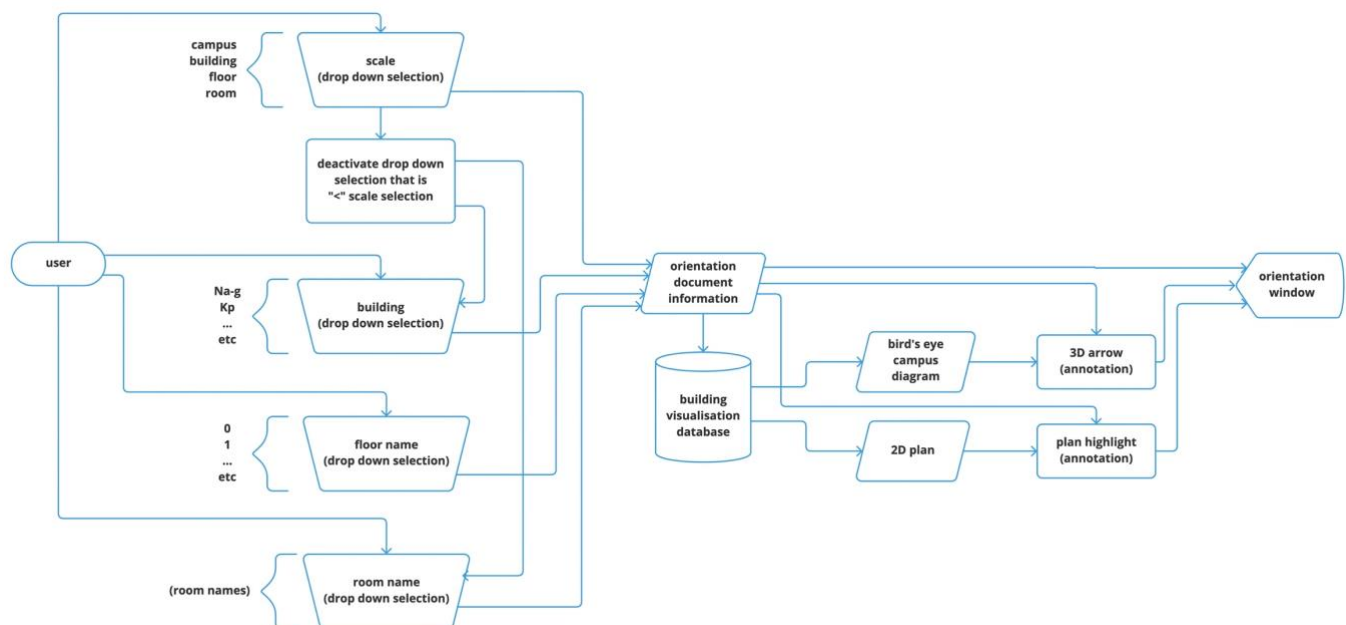 campus
building
floor
room
scale
(drop down selection)
deactivate drop down
selection that is
"<" scale selection
user
Na-g
Kp
...
etc
building
(drop down selection)
0
1
...
etc
floor name
(drop down selection)
(room names)
room name
(drop down selection)
orientation
document
information
building
visualisation
database
bird's eye
campus
diagram
2D plan
3D arrow
(annotation)
plan highlight
(annotation)
orientation
window